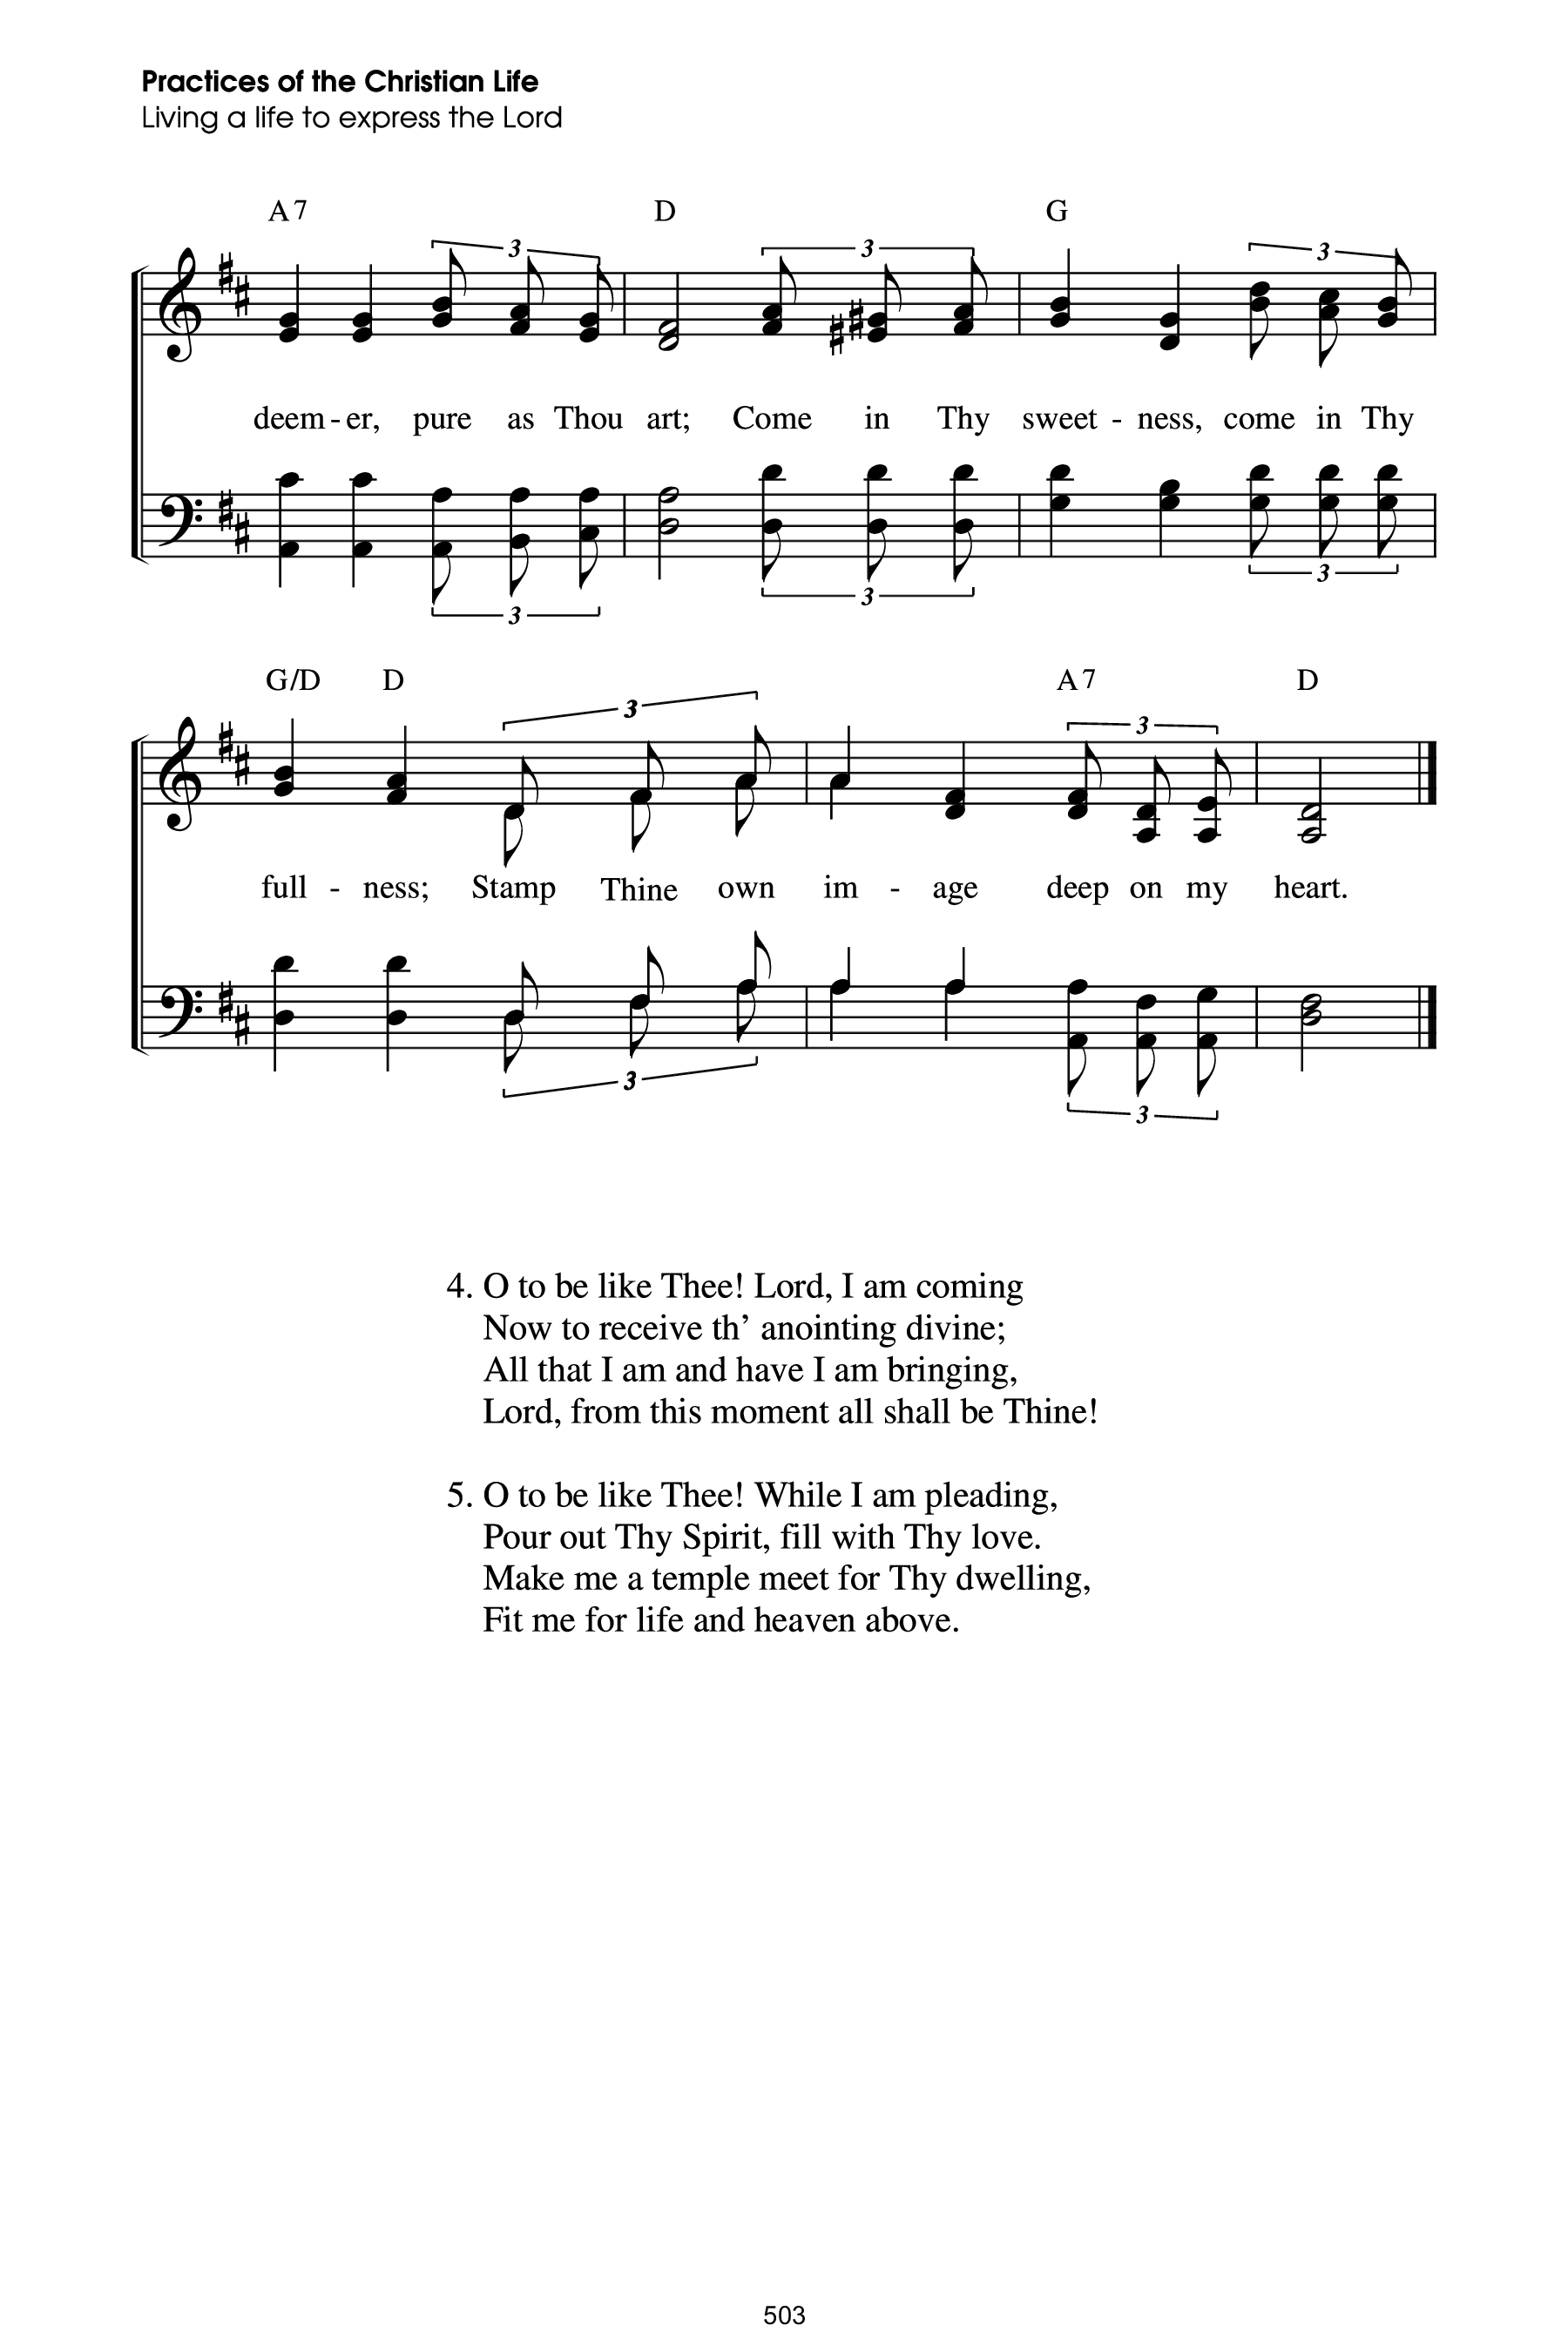 Practices of the Christian Life
Living a life to express the Lord
A7 D G
3 3 3
deem - er, pure as Thou art; Come in Thy sweet - ness, come in Thy
3 3 3
G/D D A7 D
3 3
full - ness; Stamp Thine own im - age deep on my heart.
3 3
4. O to be like Thee! Lord, I am coming
Now to receive th’ anointing divine;
All that I am and have I am bringing,
Lord, from this moment all shall be Thine!
5. O to be like Thee! While I am pleading,
Pour out Thy Spirit, fill with Thy love.
Make me a temple meet for Thy dwelling,
Fit me for life and heaven above.
503